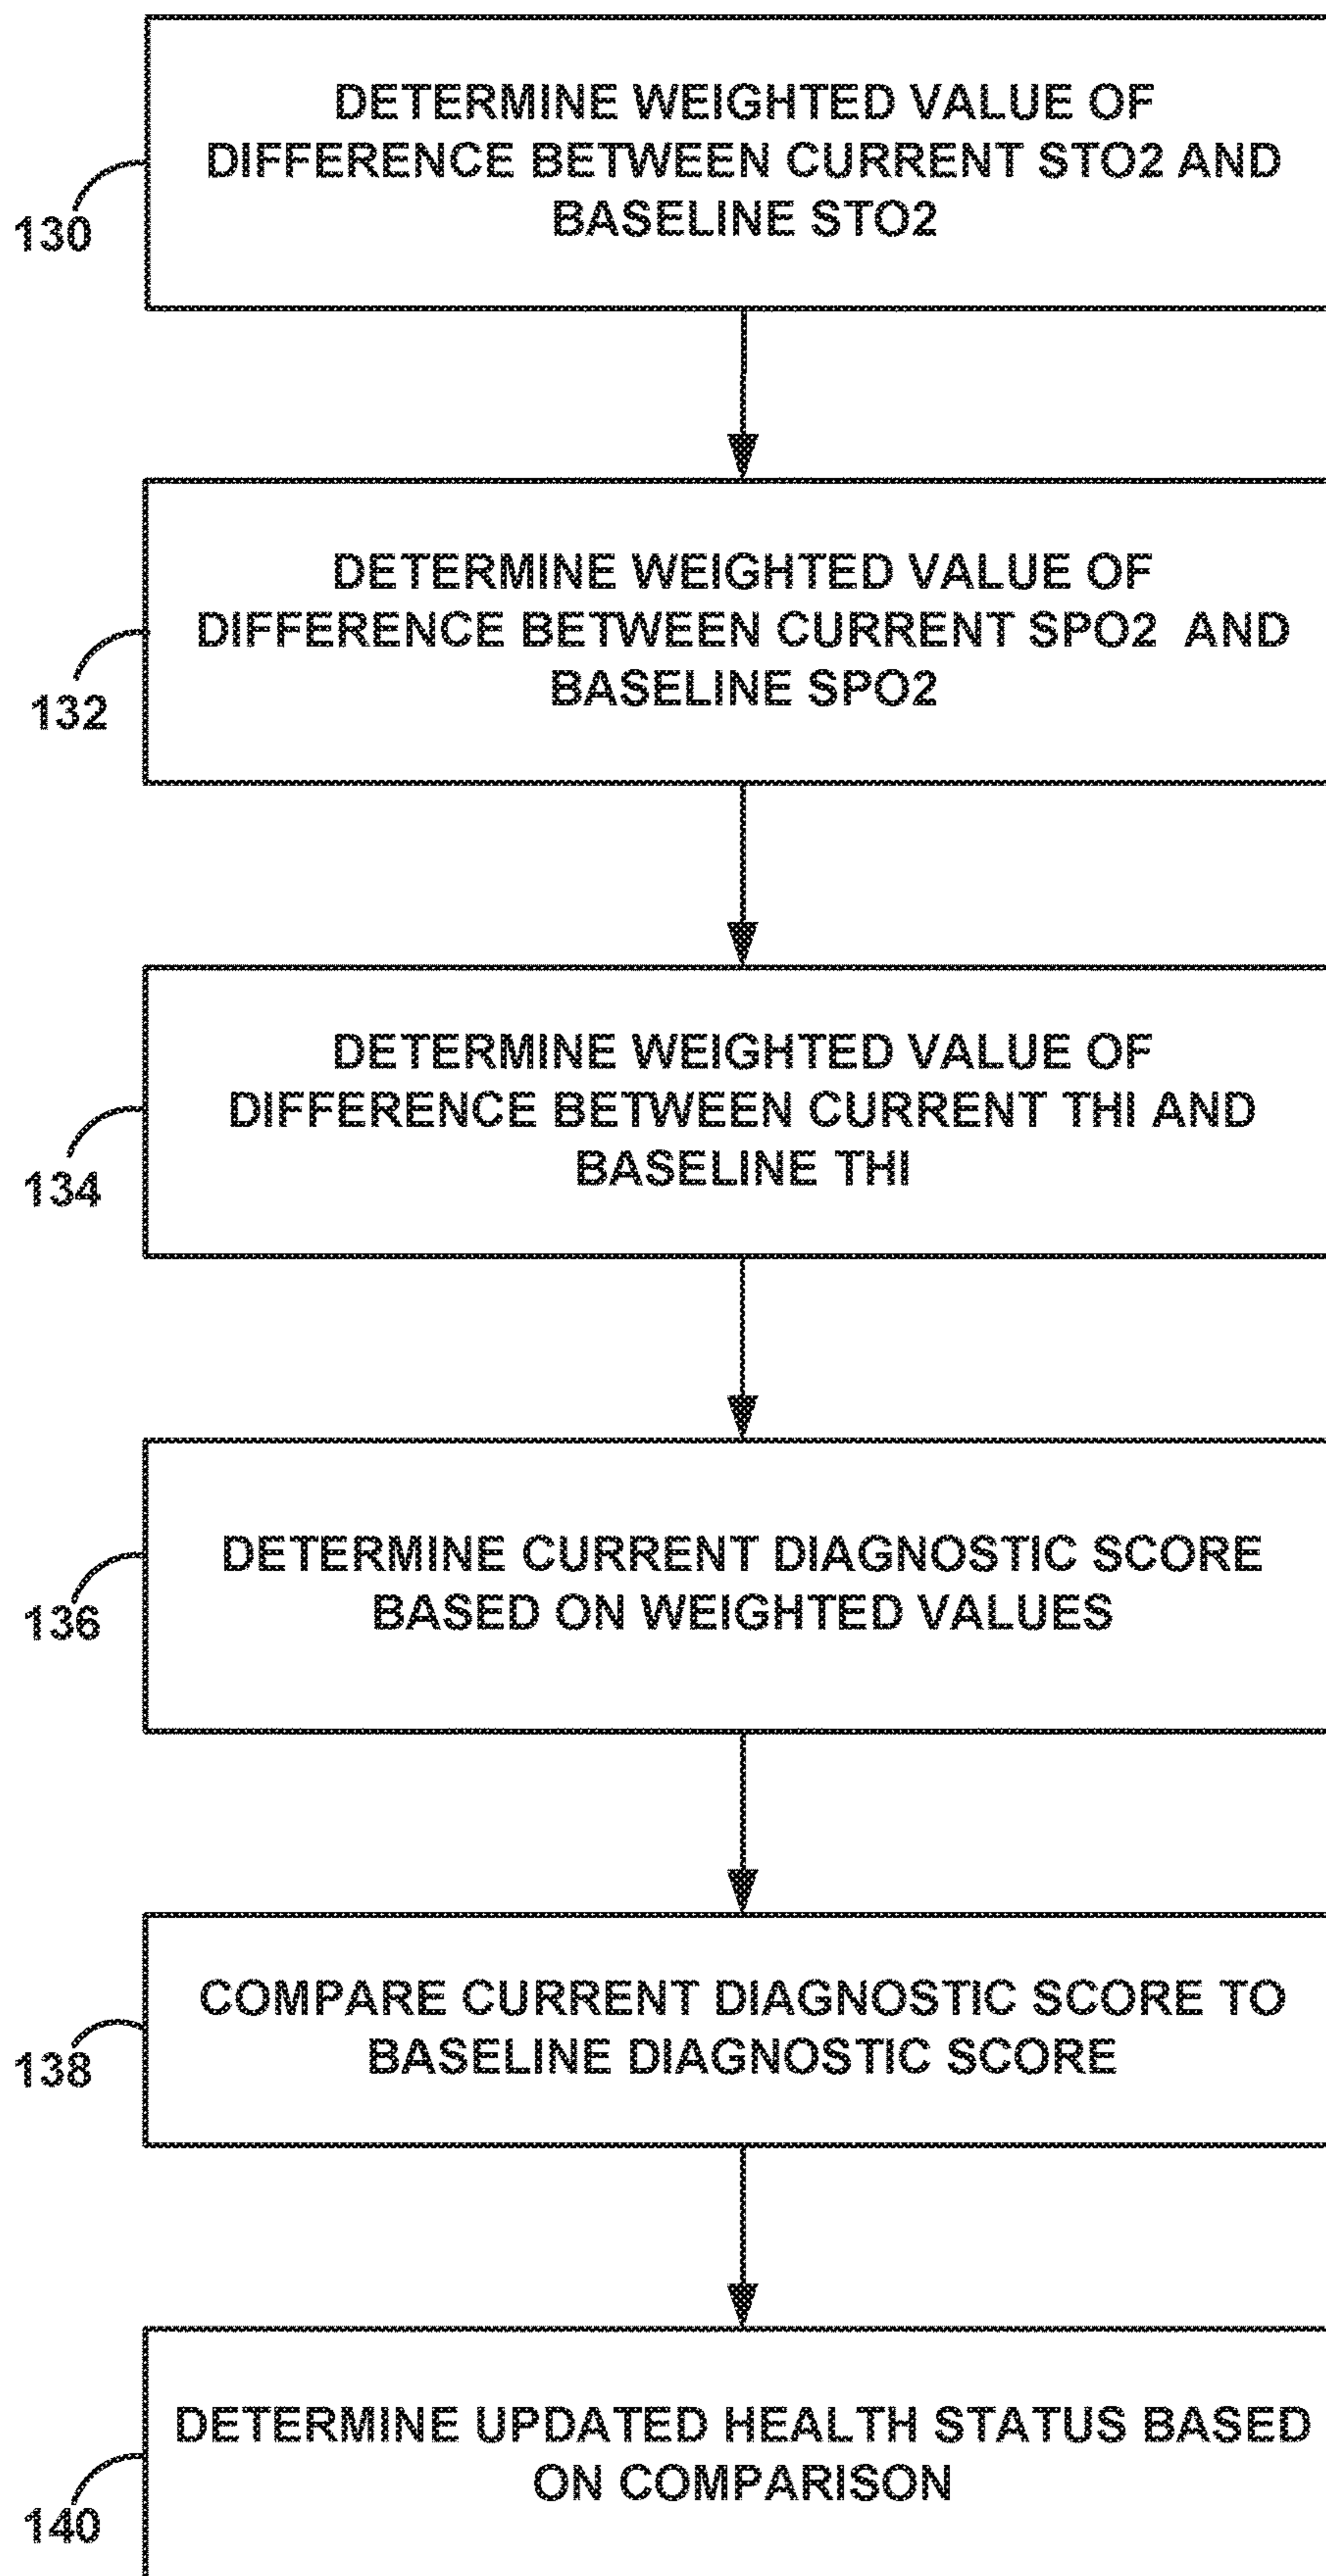 DETERMINE WEIGHTED VALUE OF
DIFFERENCE BETWEEN CURRENT STO2 AND
BASELINE STO2
130
DETERMINE WEIGHTED VALUE OF
DIFFERENCE BETWEEN CURRENT SPO2 AND
BASELINE SPO2
132
DETERMINE WEIGHTED VALUE OF
DIFFERENCE BETWEEN CURRENT THI AND
BASELINE THI
134
DETERMINE CURRENT DIAGNOSTIC SCORE
BASED ON WEIGHTED VALUES
136
COMPARE CURRENT DIAGNOSTIC SCORE TO
BASELINE DIAGNOSTIC SCORE
138
DETERMINE UPDATED HEALTH STATUS BASED
ON COMPARISON
140